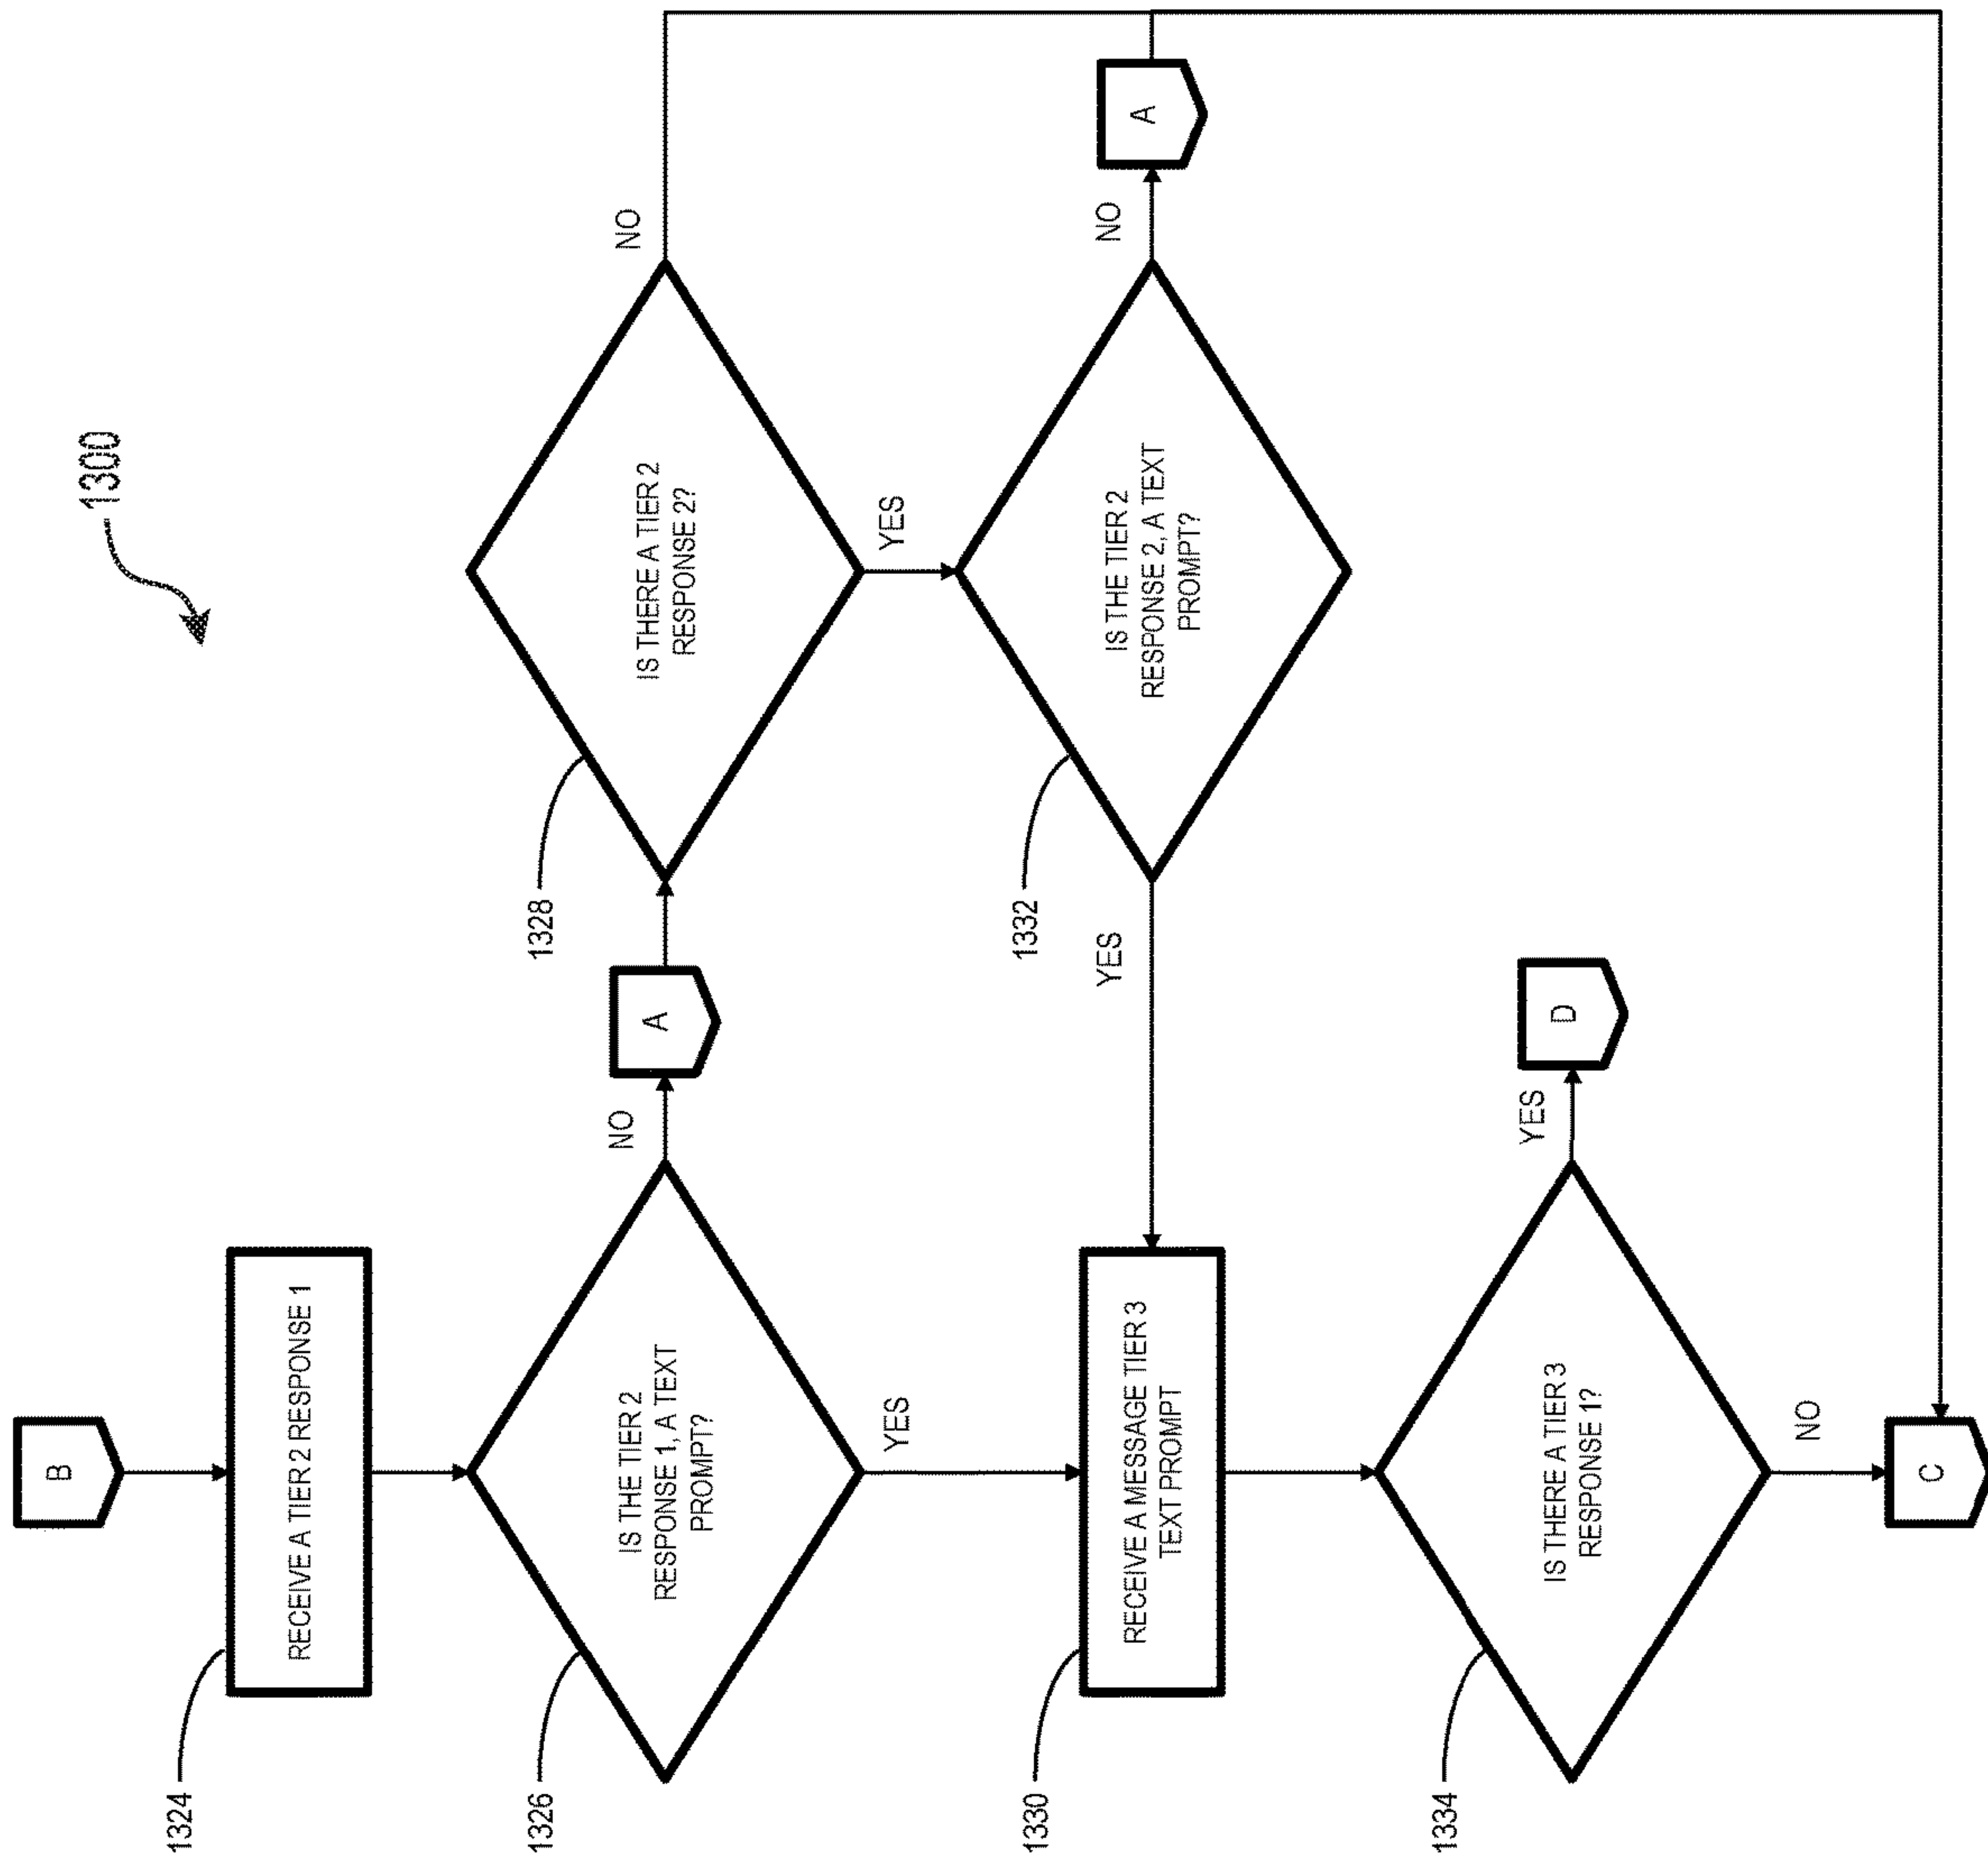 1300
B
1324
RECEIVE A TIER 2 RESPONSE 1
1326
IS THE TIER 2
RESPONSE 1, A TEXT
PROMPT?
NO
A
1328
IS THERE A TIER 2
RESPONSE 2?
NO
YES
YES
1330
RECEIVE A MESSAGE TIER 3
TEXT PROMPT
YES
1332
IS THE TIER 2
RESPONSE 2, A TEXT
PROMPT?
NO
A
1334
IS THERE A TIER 3
RESPONSE 1?
YES
D
NO
C